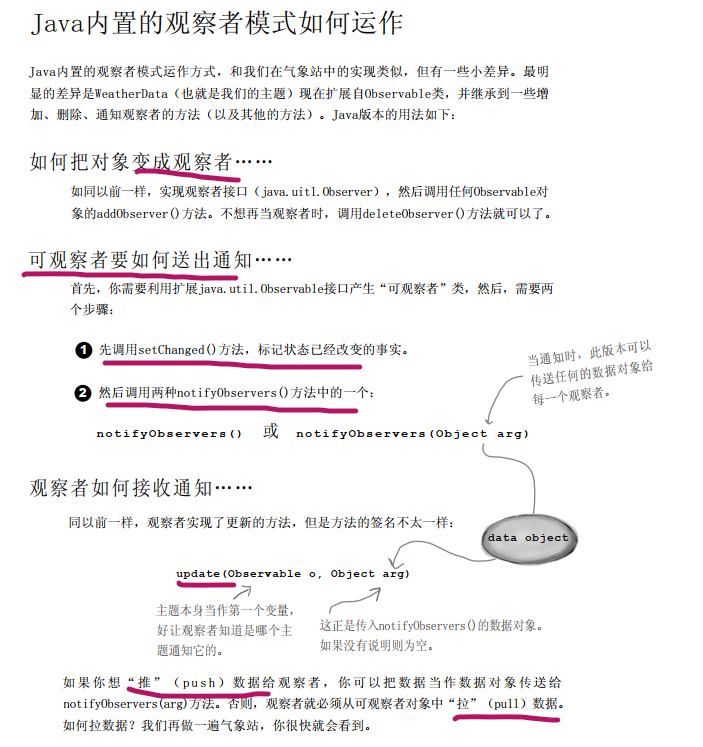 Java内置的观察者模式如何运作
Java内置的观察者模式运作方式，和我们在气象站中的实现类似，但有一些小差异。最明
显的差异是WeatherData（也就是我们的主题）现在扩展自Observable类，并继承到一些增
加、删除、通知观察者的方法（以及其他的方法）。Java版本的用法如下：
如何把对象变成观察者……
如同以前一样，实现观察者接口（java.uitl.Observer），然后调用任何Observable对
象的addObserver()方法。不想再当观察者时，调用deleteObserver()方法就可以了。
可观察者要如何送出通知……
首先，你需要利用扩展java.util.Observable接口产生“可观察者”类，然后，需要两
个步骤：
❶ 先调用setChanged()方法，标记状态已经改变的事实。
❷ 然后调用两种notifyObservers()方法中的一个：
当通知时，此版本可以
传送任何的数据对象给
每一个观察者。
notifyObservers() 或 notifyObservers(Object arg)
观察者如何接收通知……
同以前一样，观察者实现了更新的方法，但是方法的签名不太一样：
data object
update(Observable o, Object arg)
主题本身当作第一个变量，
好让观察者知道是哪个主
题通知它的。
这正是传入notifyObservers()的数据对象。
如果没有说明则为空。
如果你想“推”（push）数据给观察者，你可以把数据当作数据对象传送给
notifyObservers(arg)方法。否则，观察者就必须从可观察者对象中“拉”（pull）数据。
如何拉数据？我们再做一遍气象站，你很快就会看到。